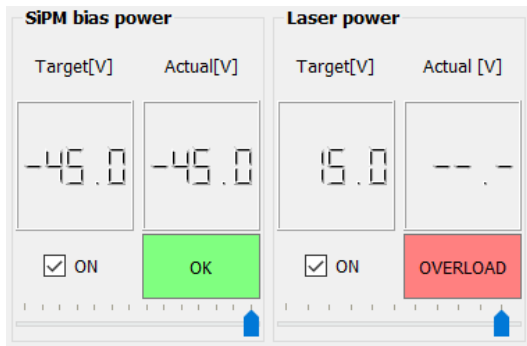 SiPM bias power
Laser power
Target[V]
Actual[V]
Target[V]
Actual [V]
-45.0
-45.0
15.0
--.-
ON
OK
ON
OVERLOAD